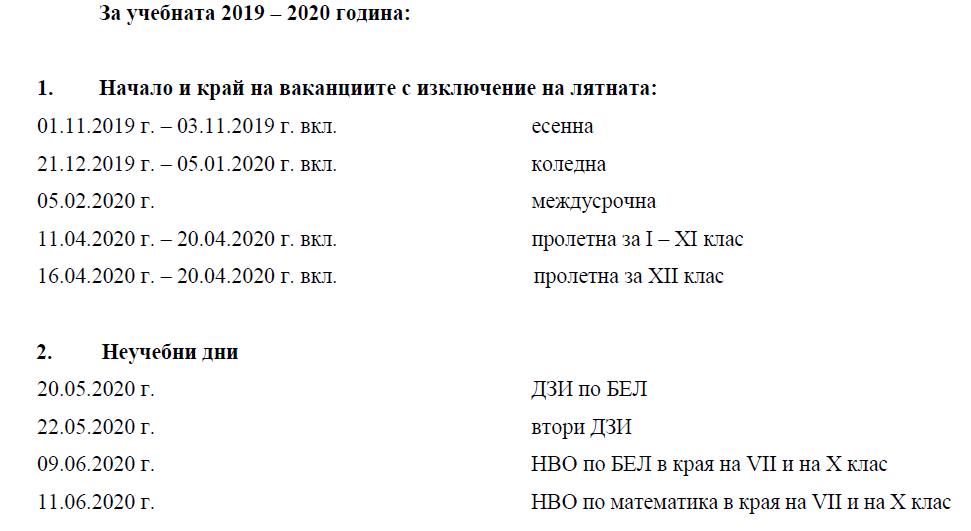 За учебната 2019 – 2020 година:
1. Начало и край на ваканциите с изключение на лятната:
01.11.2019 г. – 03.11.2019 г. вкл. есенна
21.12.2019 г. – 05.01.2020 г. вкл. коледна
05.02.2020 г. междусрочна
11.04.2020 г. – 20.04.2020 г. вкл. пролетна за I – XI клас
16.04.2020 г. – 20.04.2020 г. вкл. пролетна за XII клас
2. Неучебни дни
20.05.2020 г. ДЗИ по БЕЛ
22.05.2020 г. втори ДЗИ
09.06.2020 г. НВО по БЕЛ в края на VII и на X клас
11.06.2020 г. НВО по математика в края на VII и на X клас